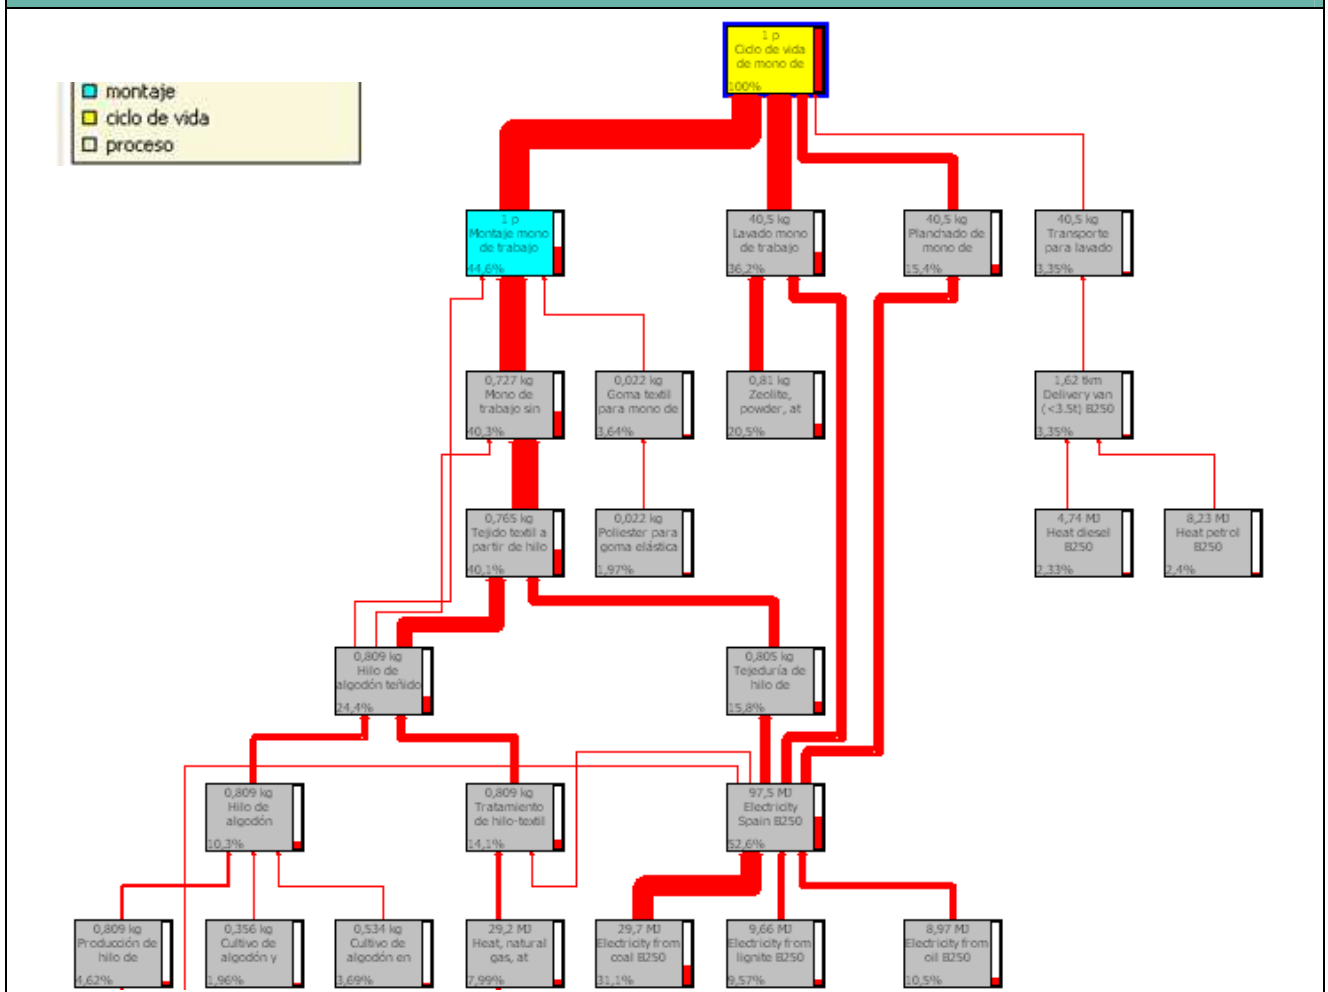 1 p
Ciclo de vida
de mono de
100%
montaje
ciclo de vida
proceso
1 p
Montaje mono
de trabajo
44,6%
40,5 kg
Lavado mono
de trabajo
36,2%
40,5 kg
Planchado de
mono de
15,4%
40,5 kg
Transporte
para lavado
3,35%
0,727 kg
Mono de
trabajo sin
40,3%
0,022 kg
Goma textil
para mono de
3,64%
0,81 kg
Zeolite,
powder, at
20,5%
1,62 tkm
Delivery van
(<3.5t) B250
3,35%
0,765 kg
Tejido textil a
partir de hilo
40,1%
0,022 kg
Poliester para
goma elástica
1,97%
4,74 MJ
Heat diesel
B250
2,33%
8,23 MJ
Heat petrol
B250
2,4%
0,809 kg
Hilo de
algodón teñido
24,4%
0,805 kg
Tejeduría de
hilo de
15,8%
0,809 kg
Hilo de
algodón
10,3%
0,809 kg
Tratamiento
de hilo-textil
14,1%
97,5 MJ
Electricity
Spain B250
52,6%
0,809 kg
Producción de
hilo de
4,62%
0,356 kg
Cultivo de
algodón y
1,96%
0,534 kg
Cultivo de
algodón en
3,69%
29,2 MJ
Heat, natural
gas, at
7,99%
29,7 MJ
Electricity from
coal B250
31,1%
9,66 MJ
Electricity from
lignite B250
9,57%
8,97 MJ
Electricity from
oil B250
10,5%